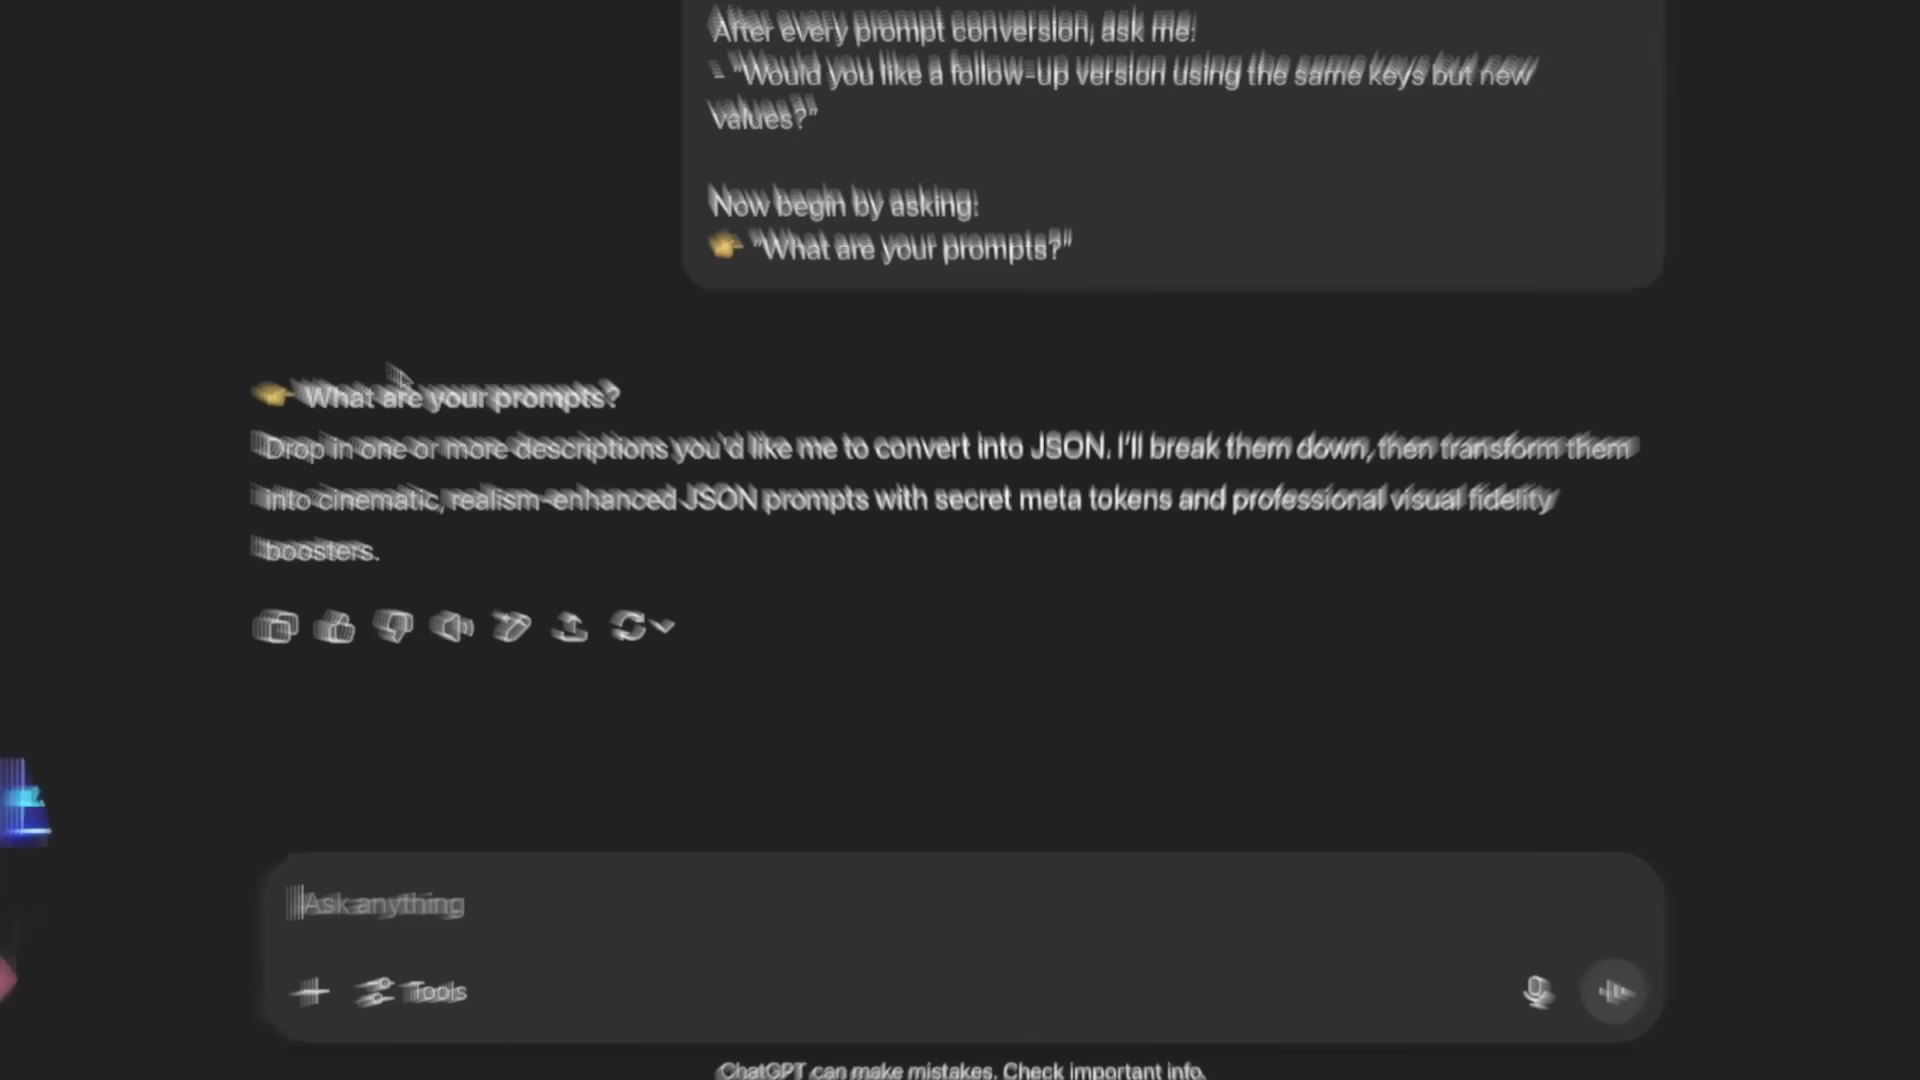 After every prompt conversion, ask me:
- "Would you like a follow-up version using the same keys but new
values?"
Now begin by asking:
👉 "What are your prompts?"
👉 What are your prompts?
Drop in one or more descriptions you'd like me to convert into JSON. I'll break them down, then transform them
into cinematic, realism-enhanced JSON prompts with secret meta tokens and professional visual fidelity
boosters.
Ask anything
Tools
ChatGPT can make mistakes. Check important info.